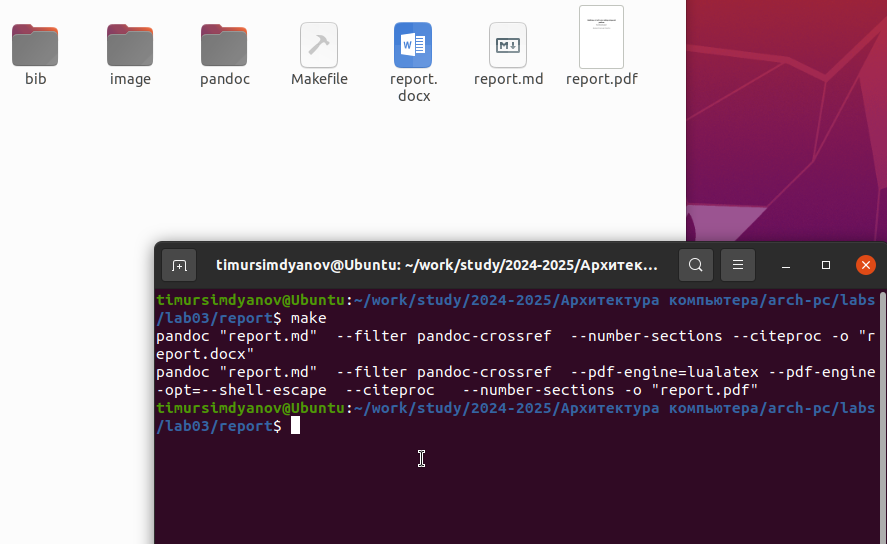 bib
image
pandoc
Makefile
report.
docx
report.md
report.pdf
timursimdyanov@Ubuntu: ~/work/study/2024-2025/Архитек...
timursimdyanov@Ubuntu:~/work/study/2024-2025/Архитектура компьютера/arch-pc/labs
/lab03/report$ make
pandoc "report.md"  --filter pandoc-crossref  --number-sections --citeproc -o "r
eport.docx"
pandoc "report.md"  --filter pandoc-crossref  --pdf-engine=lualatex --pdf-engine
-opt=--shell-escape  --citeproc   --number-sections -o "report.pdf"
timursimdyanov@Ubuntu:~/work/study/2024-2025/Архитектура компьютера/arch-pc/labs
/lab03/report$